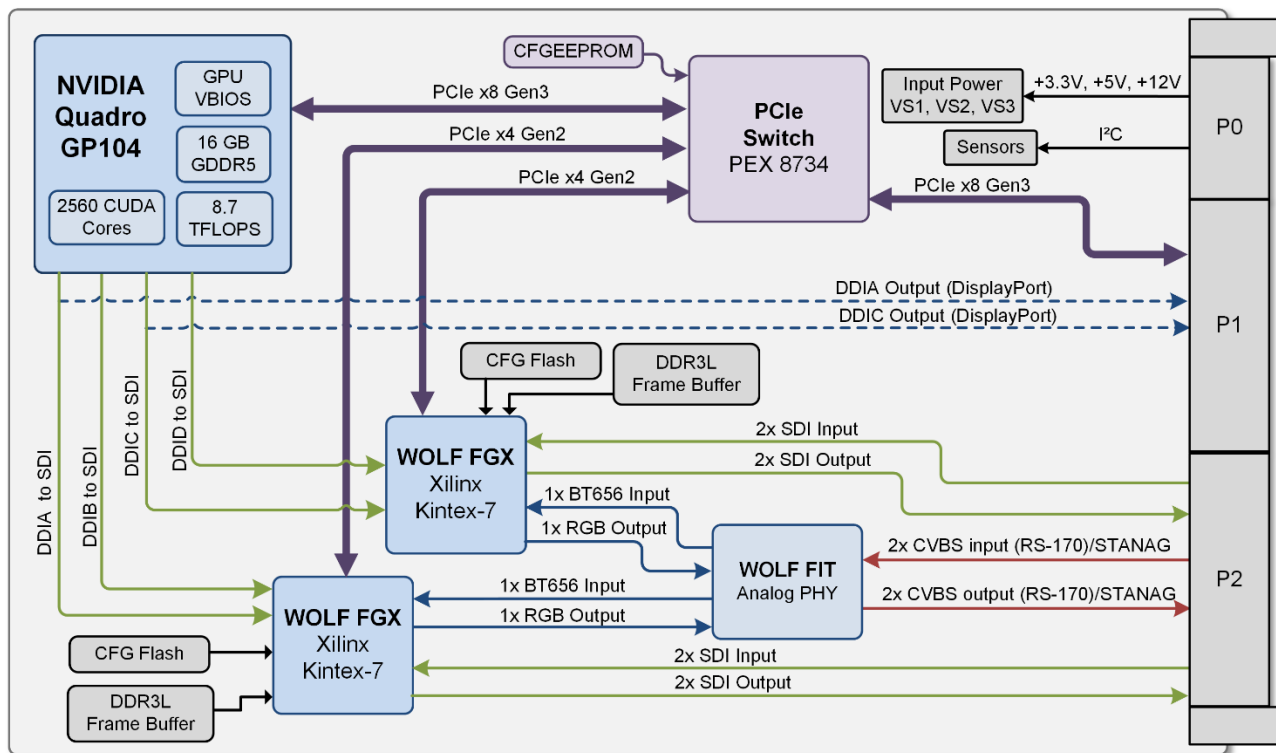 NVIDIA
Quadro
GP104
GPU
VBIOS
16 GB
GDDR5
2560 CUDA
Cores
8.7
TFLOPS
CFGEEPROM
PCIe x8 Gen3
PCIe x4 Gen2
PCIe x4 Gen2
PCIe
Switch
PEX 8734
Input Power
VS1, VS2, VS3
+3.3V, +5V, +12V
Sensors
I²C
PCIe x8 Gen3
P0
P1
P2
DDIA Output (DisplayPort)
DDIC Output (DisplayPort)
DDIA to SDI
DDIB to SDI
DDIC to SDI
DDID to SDI
CFG Flash
DDR3L
Frame Buffer
WOLF FGX
Xilinx
Kintex-7
2x SDI Input
2x SDI Output
1x BT656 Input
1x RGB Output
WOLF FIT
Analog PHY
2x CVBS input (RS-170)/STANAG
2x CVBS output (RS-170)/STANAG
WOLF FGX
Xilinx
Kintex-7
1x BT656 Input
1x RGB Output
CFG Flash
DDR3L
Frame Buffer
2x SDI Input
2x SDI Output